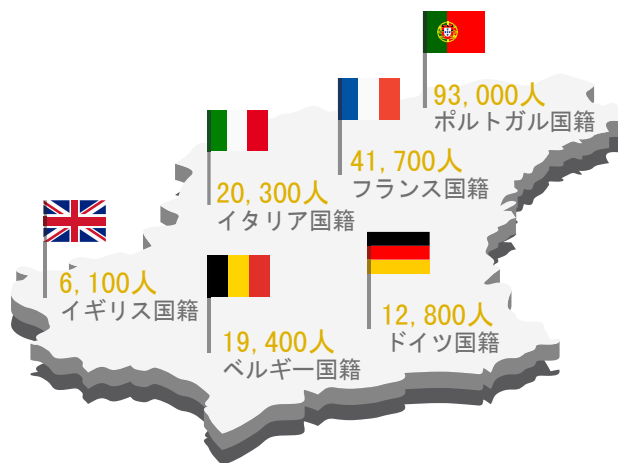 93,000人
ポルトガル国籍
41,700人
フランス国籍
20,300人
イタリア国籍
6,100人
イギリス国籍
12,800人
ドイツ国籍
19,400人
ベルギー国籍